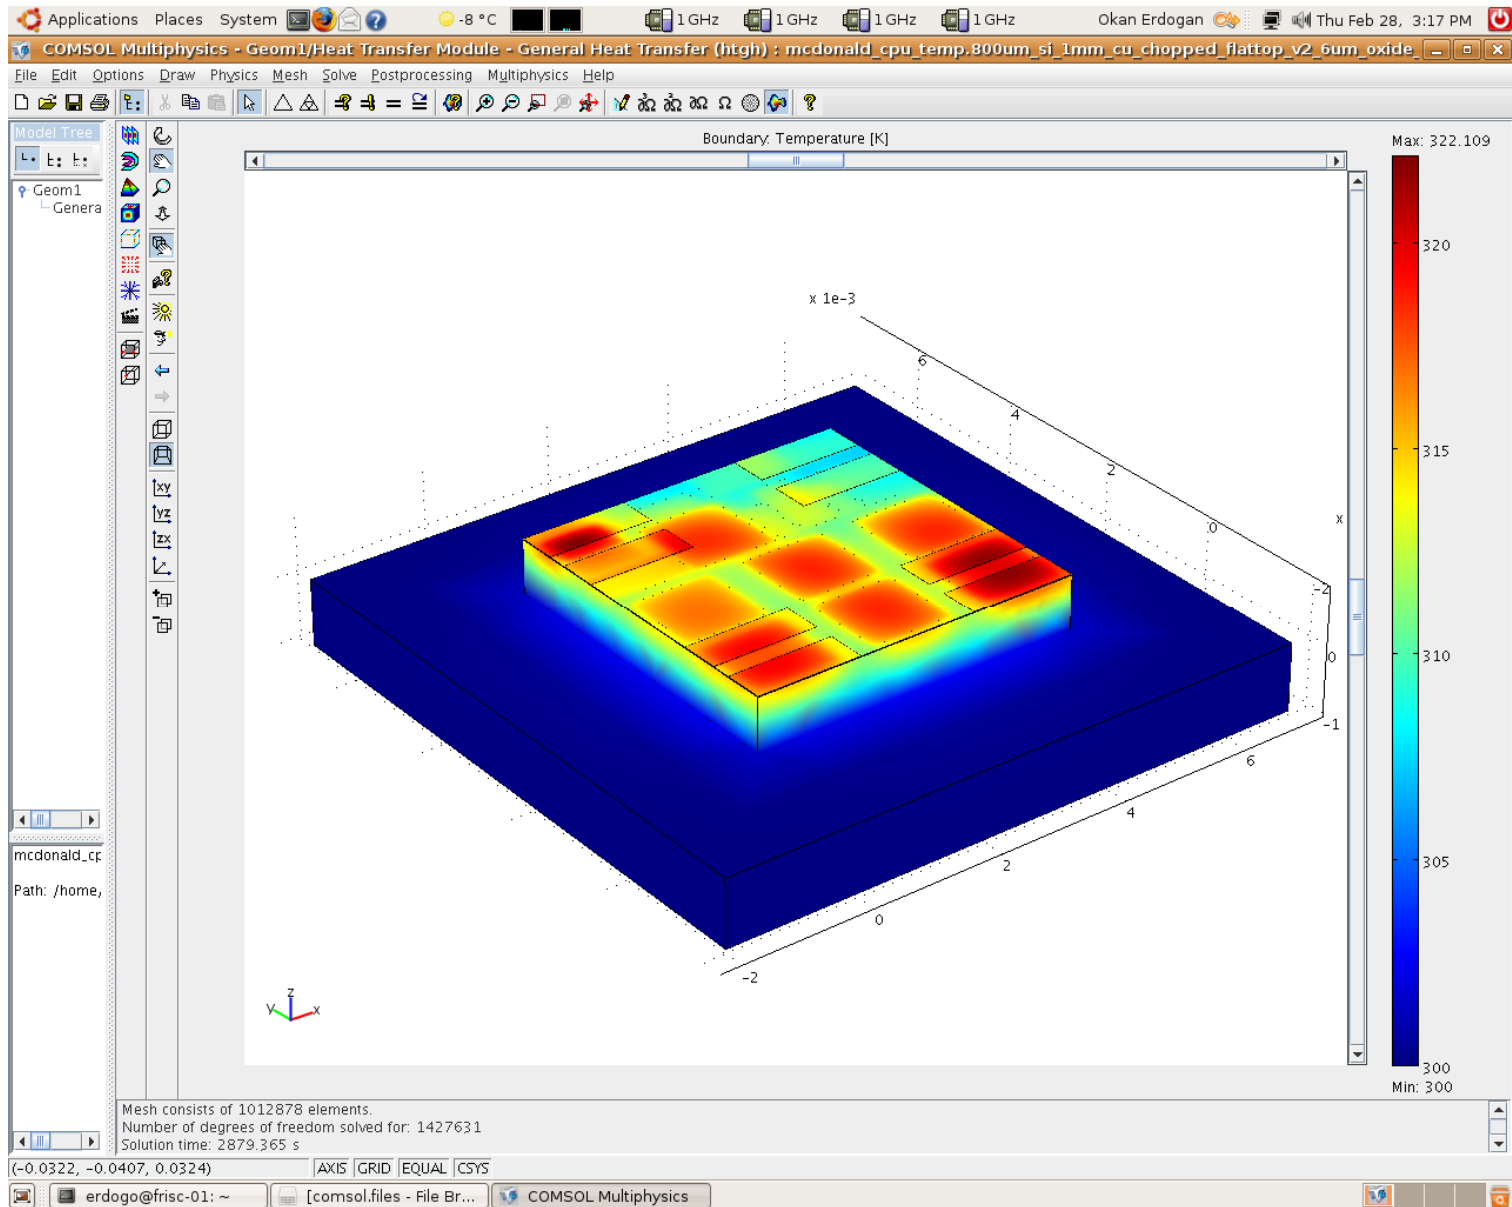 Applications Places System -8 °C 1 GHz 1 GHz 1 GHz 1 GHz Okan Erdogan Thu Feb 28, 3:17 PM
COMSOL Multiphysics - Geom1/Heat Transfer Module - General Heat Transfer (htgh) : mcdonald_cpu_temp.800um_si_1mm_cu_chopped_flattop_v2_6um_oxide_
File Edit Options Draw Physics Mesh Solve Postprocessing Multiphysics Help
Model Tree
Geom1
Genera
Boundary: Temperature [K]
Max: 322.109
320
315
310
305
300
Min: 300
x 1e-3
6
4
2
0
-2
x
0
-1
6
4
2
0
-2
z
y
x
xy
yz
zx
mcdonald_cp
Path: /home,
Mesh consists of 1012878 elements.
Number of degrees of freedom solved for: 1427631
Solution time: 2879.365 s
(-0.0322, -0.0407, 0.0324) AXIS GRID EQUAL CSYS
erdogo@frisc-01: ~ [comsol.files - File Br... COMSOL Multiphysics